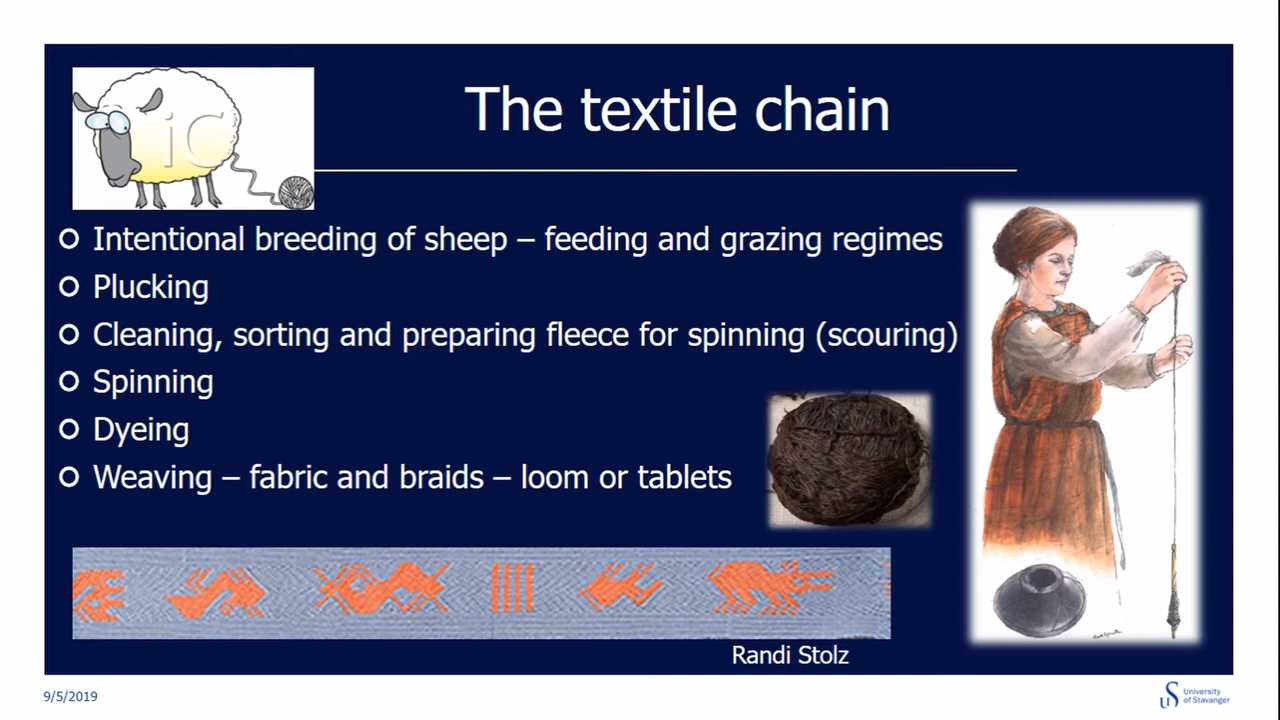 The textile chain
iC
Intentional breeding of sheep – feeding and grazing regimes
Plucking
Cleaning, sorting and preparing fleece for spinning (scouring)
Spinning
Dyeing
Weaving – fabric and braids – loom or tablets
Randi Stolz
9/5/2019
University
of Stavanger